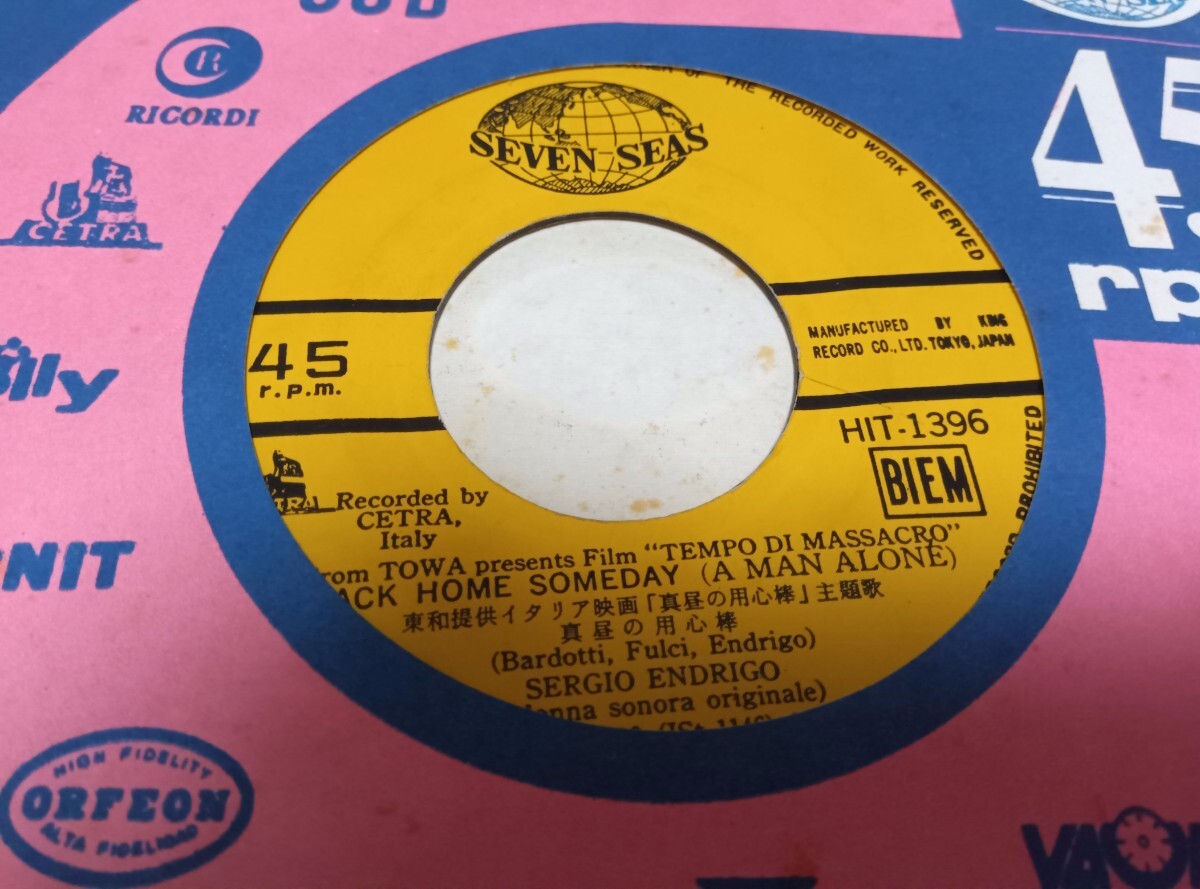 RICORDI
CETRA
ORFEON
HIGH FIDELITY
ALTA FIDELIDAD
45
rp
SEVEN SEAS
OF THE RECORDED WORK RESERVED
45
r.p.m.
MANUFACTURED BY KING
RECORD CO., LTD. TOKYO, JAPAN
HIT-1396
BIEM
PROHIBITED
Recorded by
CETRA,
Italy
rom TOWA presents Film "TEMPO DI MASSACRO"
ACK HOME SOMEDAY (A MAN ALONE)
東和提供イタリア映画「真昼の用心棒」主題歌
真昼の用心棒
(Bardotti, Fulci, Endrigo)
SERGIO ENDRIGO
onna sonora originale)